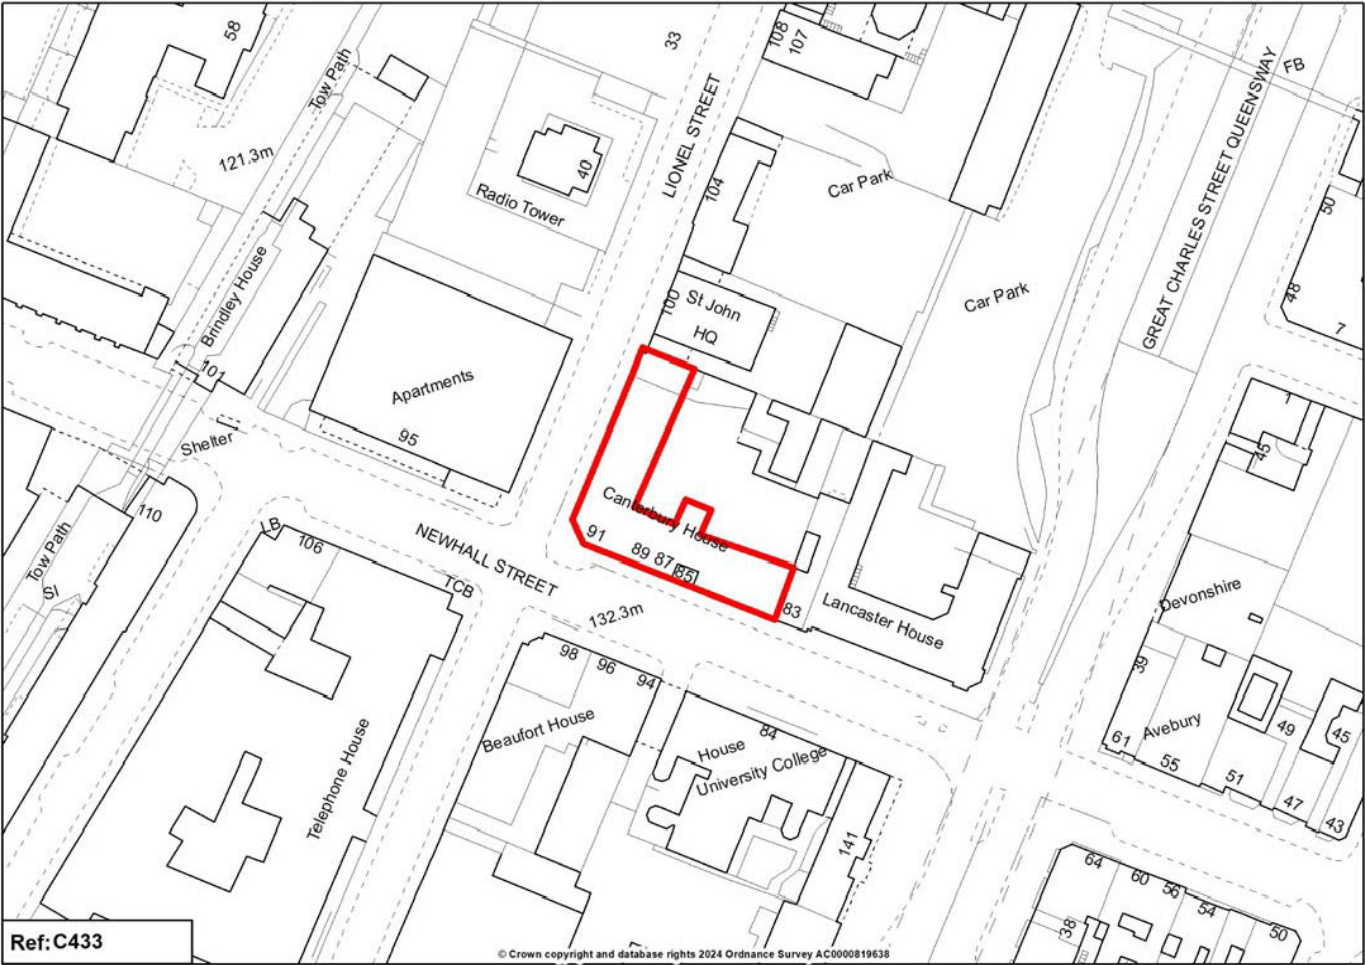 58
Tow Path
33
108
107
FB
121.3m
40
Radio Tower
LIONEL STREET
104
Car Park
GREAT CHARLES STREET QUEENSWAY
50
48
7
Brindley House
101
100
St John
HQ
Car Park
Apartments
95
Shelter
1
45
110
Tow Path
Sl
LB
106
NEWHALL STREET
TCB
Canterbury House
91
89
87
85
83
132.3m
Lancaster House
Devonshire
39
98
96
94
Beaufort House
84
House
University College
Telephone House
141
Avebury
61
55
51
49
47
45
43
64
60
56
54
50
38
Ref:C433
© Crown copyright and database rights 2024 Ordnance Survey AC0000819638